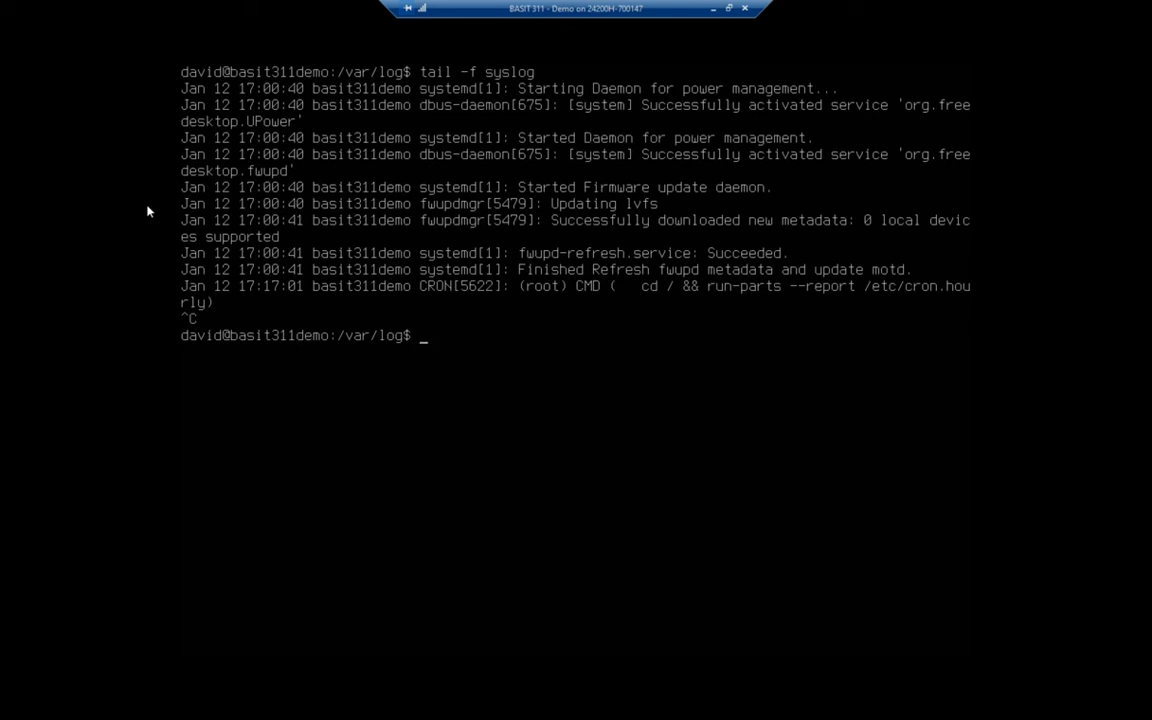 BASIT 311 - Demo on 24200H-700147
david@basit311demo:/var/log$ tail -f syslog
Jan 12 17:00:40 basit311demo systemd[1]: Starting Daemon for power management...
Jan 12 17:00:40 basit311demo dbus-daemon[675]: [system] Successfully activated service 'org.free
desktop.UPower'
Jan 12 17:00:40 basit311demo systemd[1]: Started Daemon for power management.
Jan 12 17:00:40 basit311demo dbus-daemon[675]: [system] Successfully activated service 'org.free
desktop.fwupd'
Jan 12 17:00:40 basit311demo systemd[1]: Started Firmware update daemon.
Jan 12 17:00:40 basit311demo fwupdmgr[5479]: Updating lvfs
Jan 12 17:00:41 basit311demo fwupdmgr[5479]: Successfully downloaded new metadata: 0 local devic
es supported
Jan 12 17:00:41 basit311demo systemd[1]: fwupd-refresh.service: Succeeded.
Jan 12 17:00:41 basit311demo systemd[1]: Finished Refresh fwupd metadata and update motd.
Jan 12 17:17:01 basit311demo CRON[5622]: (root) CMD (   cd / && run-parts --report /etc/cron.hou
rly)
^C
david@basit311demo:/var/log$ _